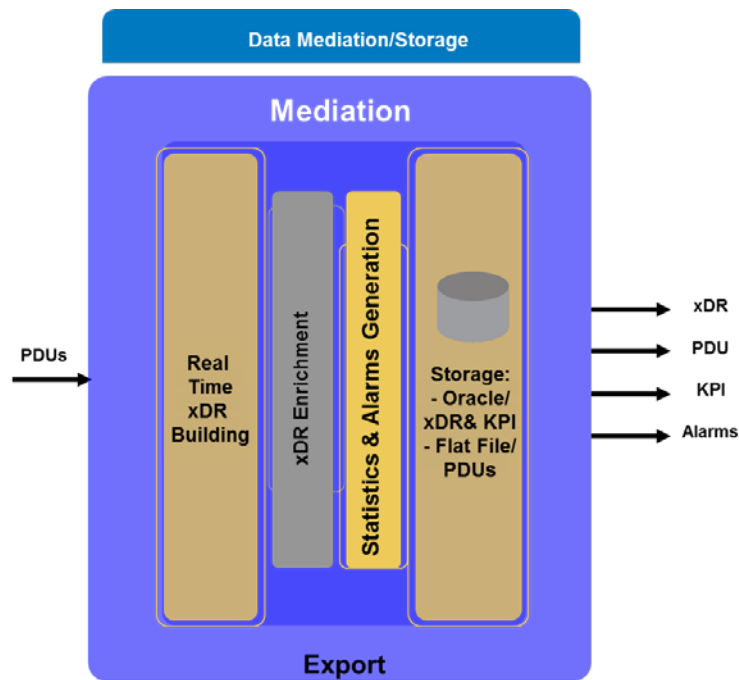 Data Mediation/Storage
Mediation
PDUs
Real
Time
xDR
Building
xDR Enrichment
Statistics & Alarms Generation
Storage:
- Oracle/
xDR& KPI
- Flat File/
PDUs
xDR
PDU
KPI
Alarms
Export